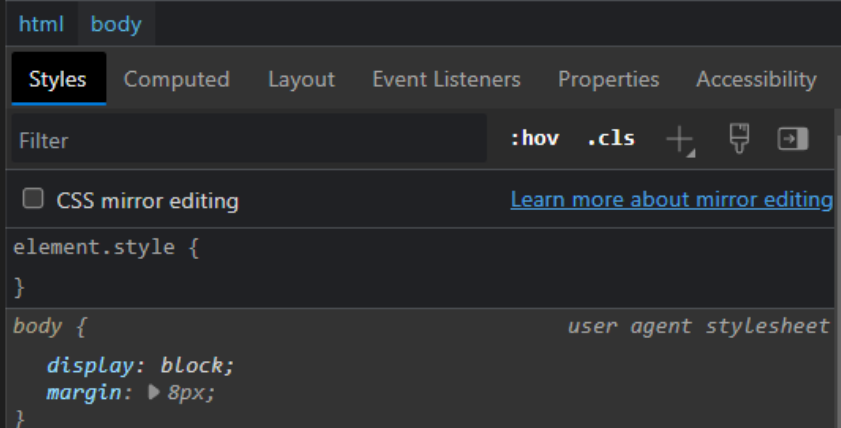 html body
Styles Computed Layout Event Listeners Properties Accessibility
Filter :hov .cls
CSS mirror editing Learn more about mirror editing
element.style {
}
body { user agent stylesheet
display: block;
margin: 8px;
}